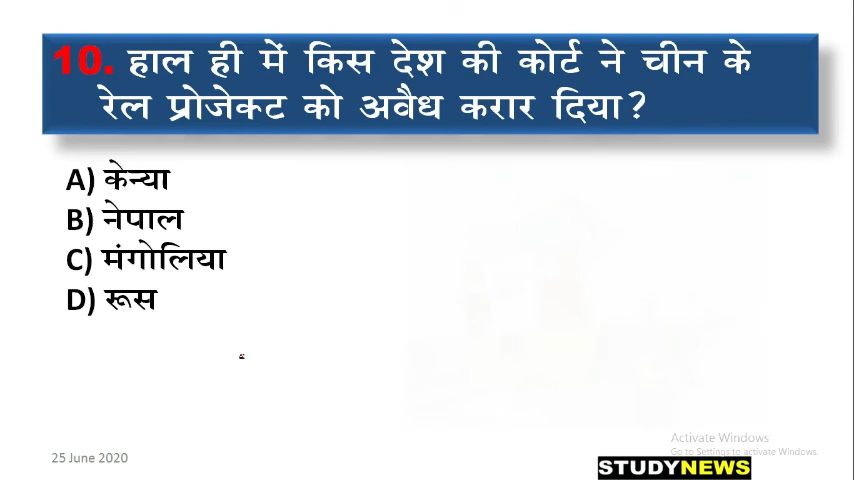 10. हाल ही में किस देश की कोर्ट ने चीन के
रेल प्रोजेक्ट को अवैध करार दिया?
A) केन्या
B) नेपाल
C) मंगोलिया
D) रूस
Activate Windows
Go to Settings to activate Windows.
25 June 2020
STUDYNEWS